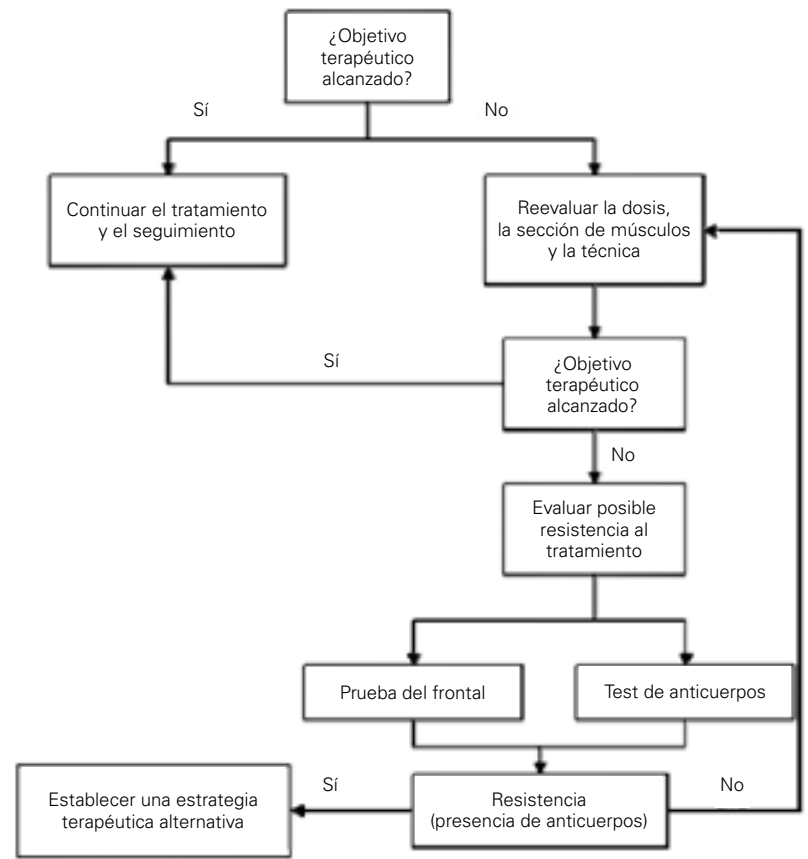 ¿Objetivo
terapéutico
alcanzado?
Sí
No
Continuar el tratamiento
y el seguimiento
Reevaluar la dosis,
la sección de músculos
y la técnica
Sí
¿Objetivo
terapéutico
alcanzado?
No
Evaluar posible
resistencia al
tratamiento
Prueba del frontal
Test de anticuerpos
Establecer una estrategia
terapéutica alternativa
Sí
Resistencia
(presencia de anticuerpos)
No